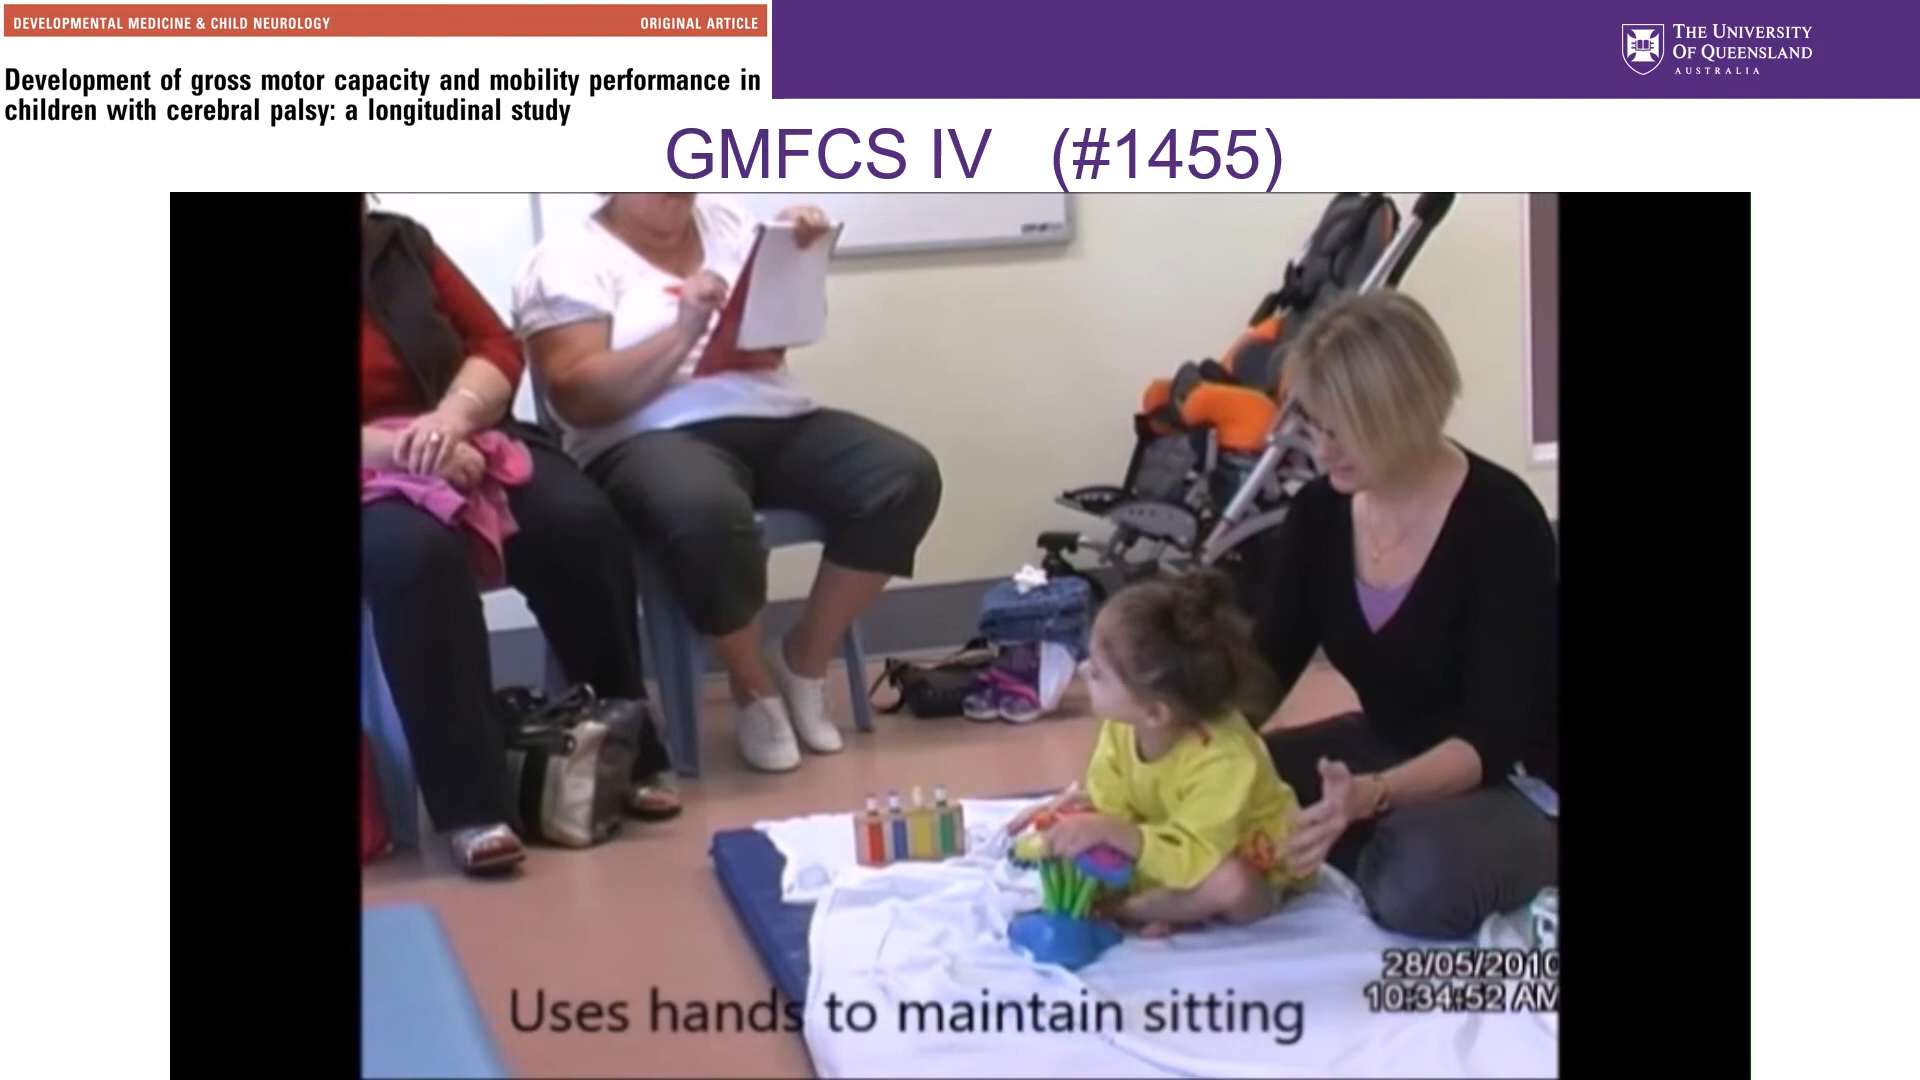 DEVELOPMENTAL MEDICINE & CHILD NEUROLOGY ORIGINAL ARTICLE
Development of gross motor capacity and mobility performance in
children with cerebral palsy: a longitudinal study
THE UNIVERSITY
OF QUEENSLAND
AUSTRALIA
GMFCS IV (#1455)
28/05/2010
10:34:52 AM
Uses hands to maintain sitting